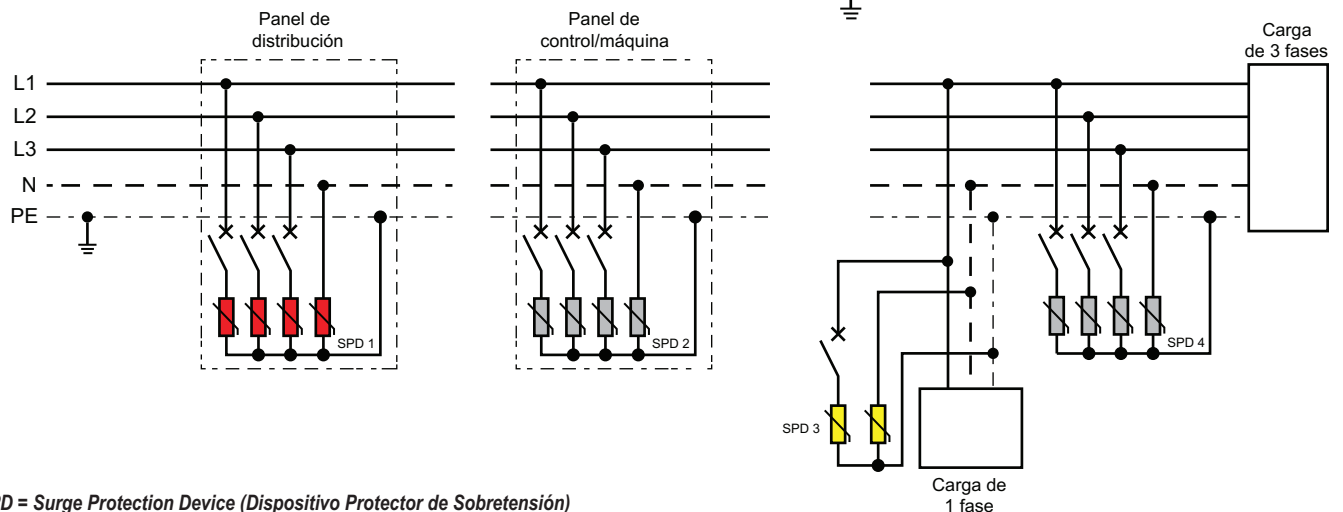 Panel de
distribución
Panel de
control/máquina
Carga
de 3 fases
L1
L2
L3
N
PE
SPD 1
SPD 2
SPD 3
SPD 4
Carga de
1 fase
= Surge Protection Device (Dispositivo Protector de Sobretensión)